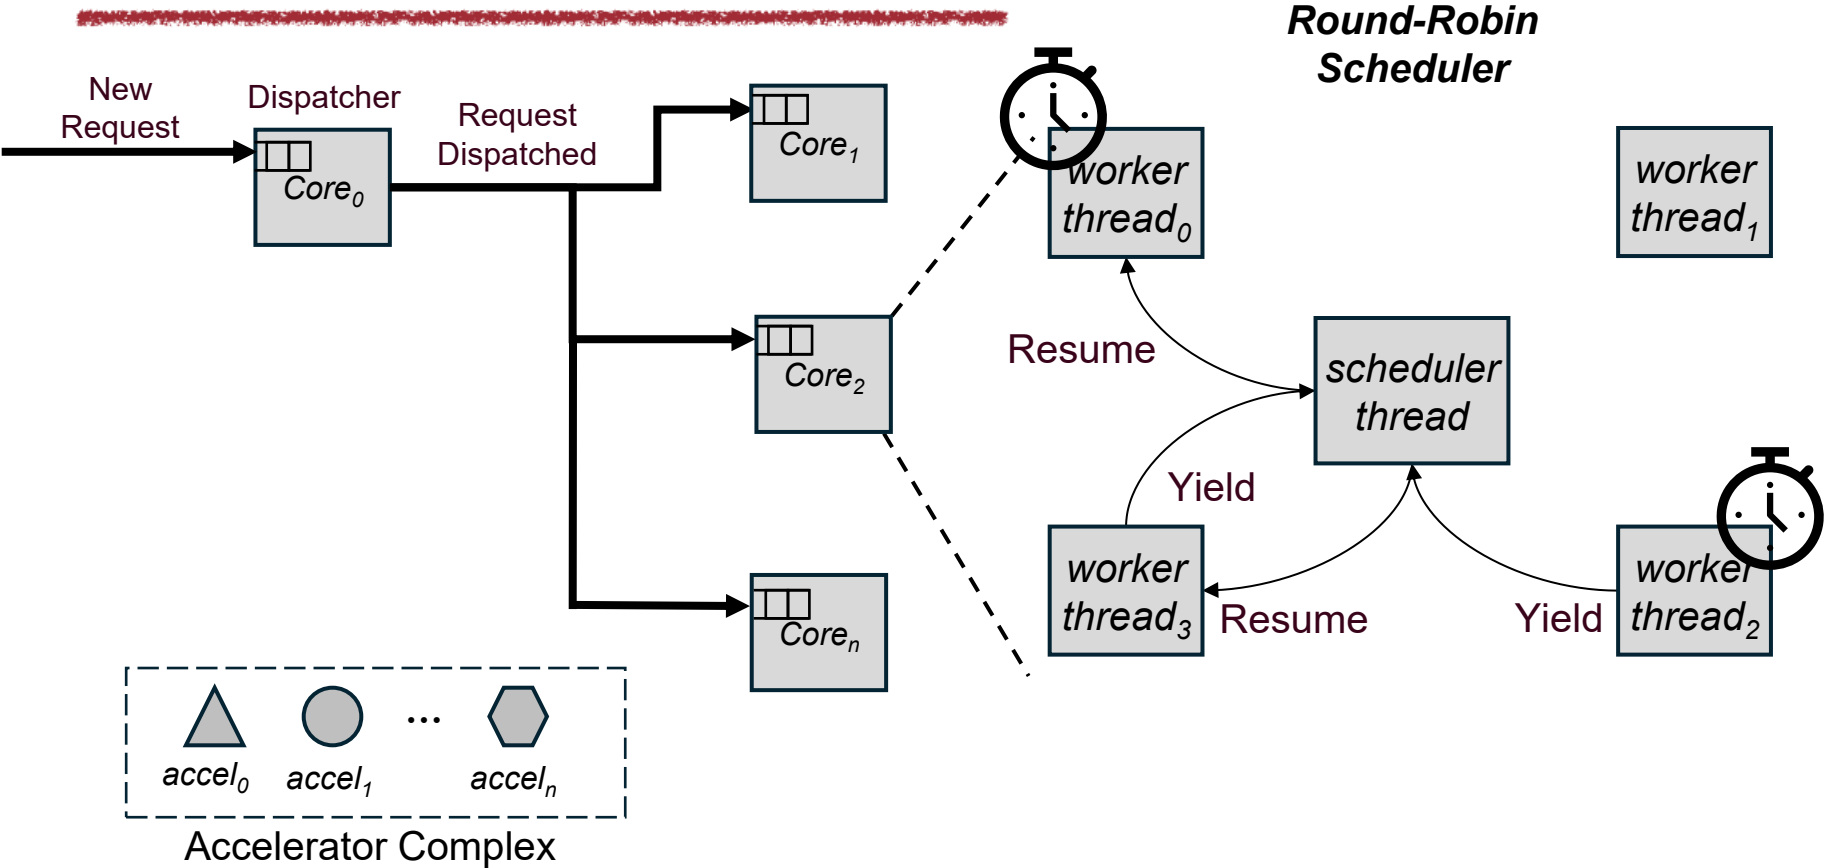 Round-Robin
Scheduler
New
Request
Dispatcher
Request
Dispatched
Core0
Core1
Core2
Coren
worker
thread0
worker
thread1
Resume
scheduler
thread
Yield
worker
thread3
Resume
Yield
worker
thread2
...
accel0
accel1
acceln
Accelerator Complex